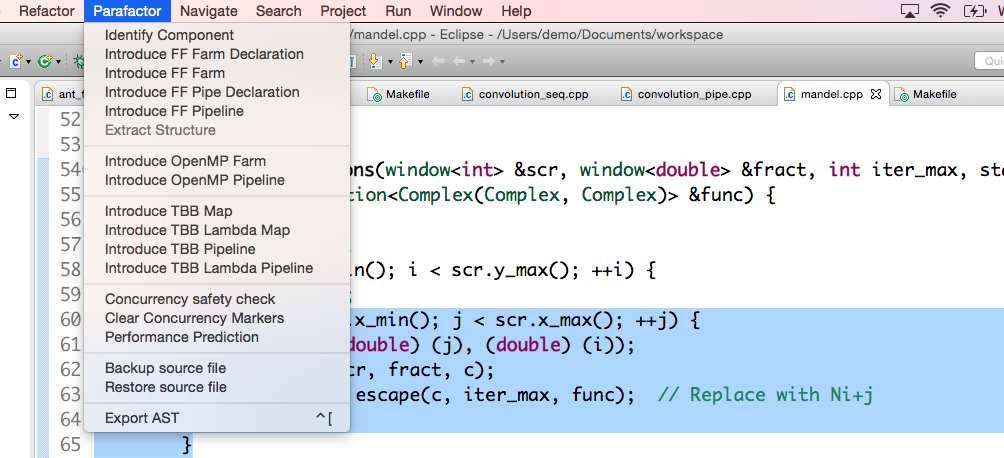 Refactor Parafactor Navigate Search Project Run Window Help
/mandel.cpp - Eclipse - /Users/demo/Documents/workspace
Identify Component
Introduce FF Farm Declaration
Introduce FF Farm
Introduce FF Pipe Declaration
Introduce FF Pipeline
Extract Structure
Introduce OpenMP Farm
Introduce OpenMP Pipeline
Introduce TBB Map
Introduce TBB Lambda Map
Introduce TBB Pipeline
Introduce TBB Lambda Pipeline
Concurrency safety check
Clear Concurrency Markers
Performance Prediction
Backup source file
Restore source file
Export AST ^[
Qui
ant_ Makefile convolution_seq.cpp convolution_pipe.cpp mandel.cpp Makefile
52
53
54 ons(window<int> &scr, window<double> &fract, int iter_max, st
55 cion<Complex(Complex, Complex)> &func) {
56
57
58 n(); i < scr.y_max(); ++i) {
59
60 .x_min(); j < scr.x_max(); ++j) {
61 double) (j), (double) (i));
62 cr, fract, c);
63 escape(c, iter_max, func); // Replace with Ni+j
64
65 }